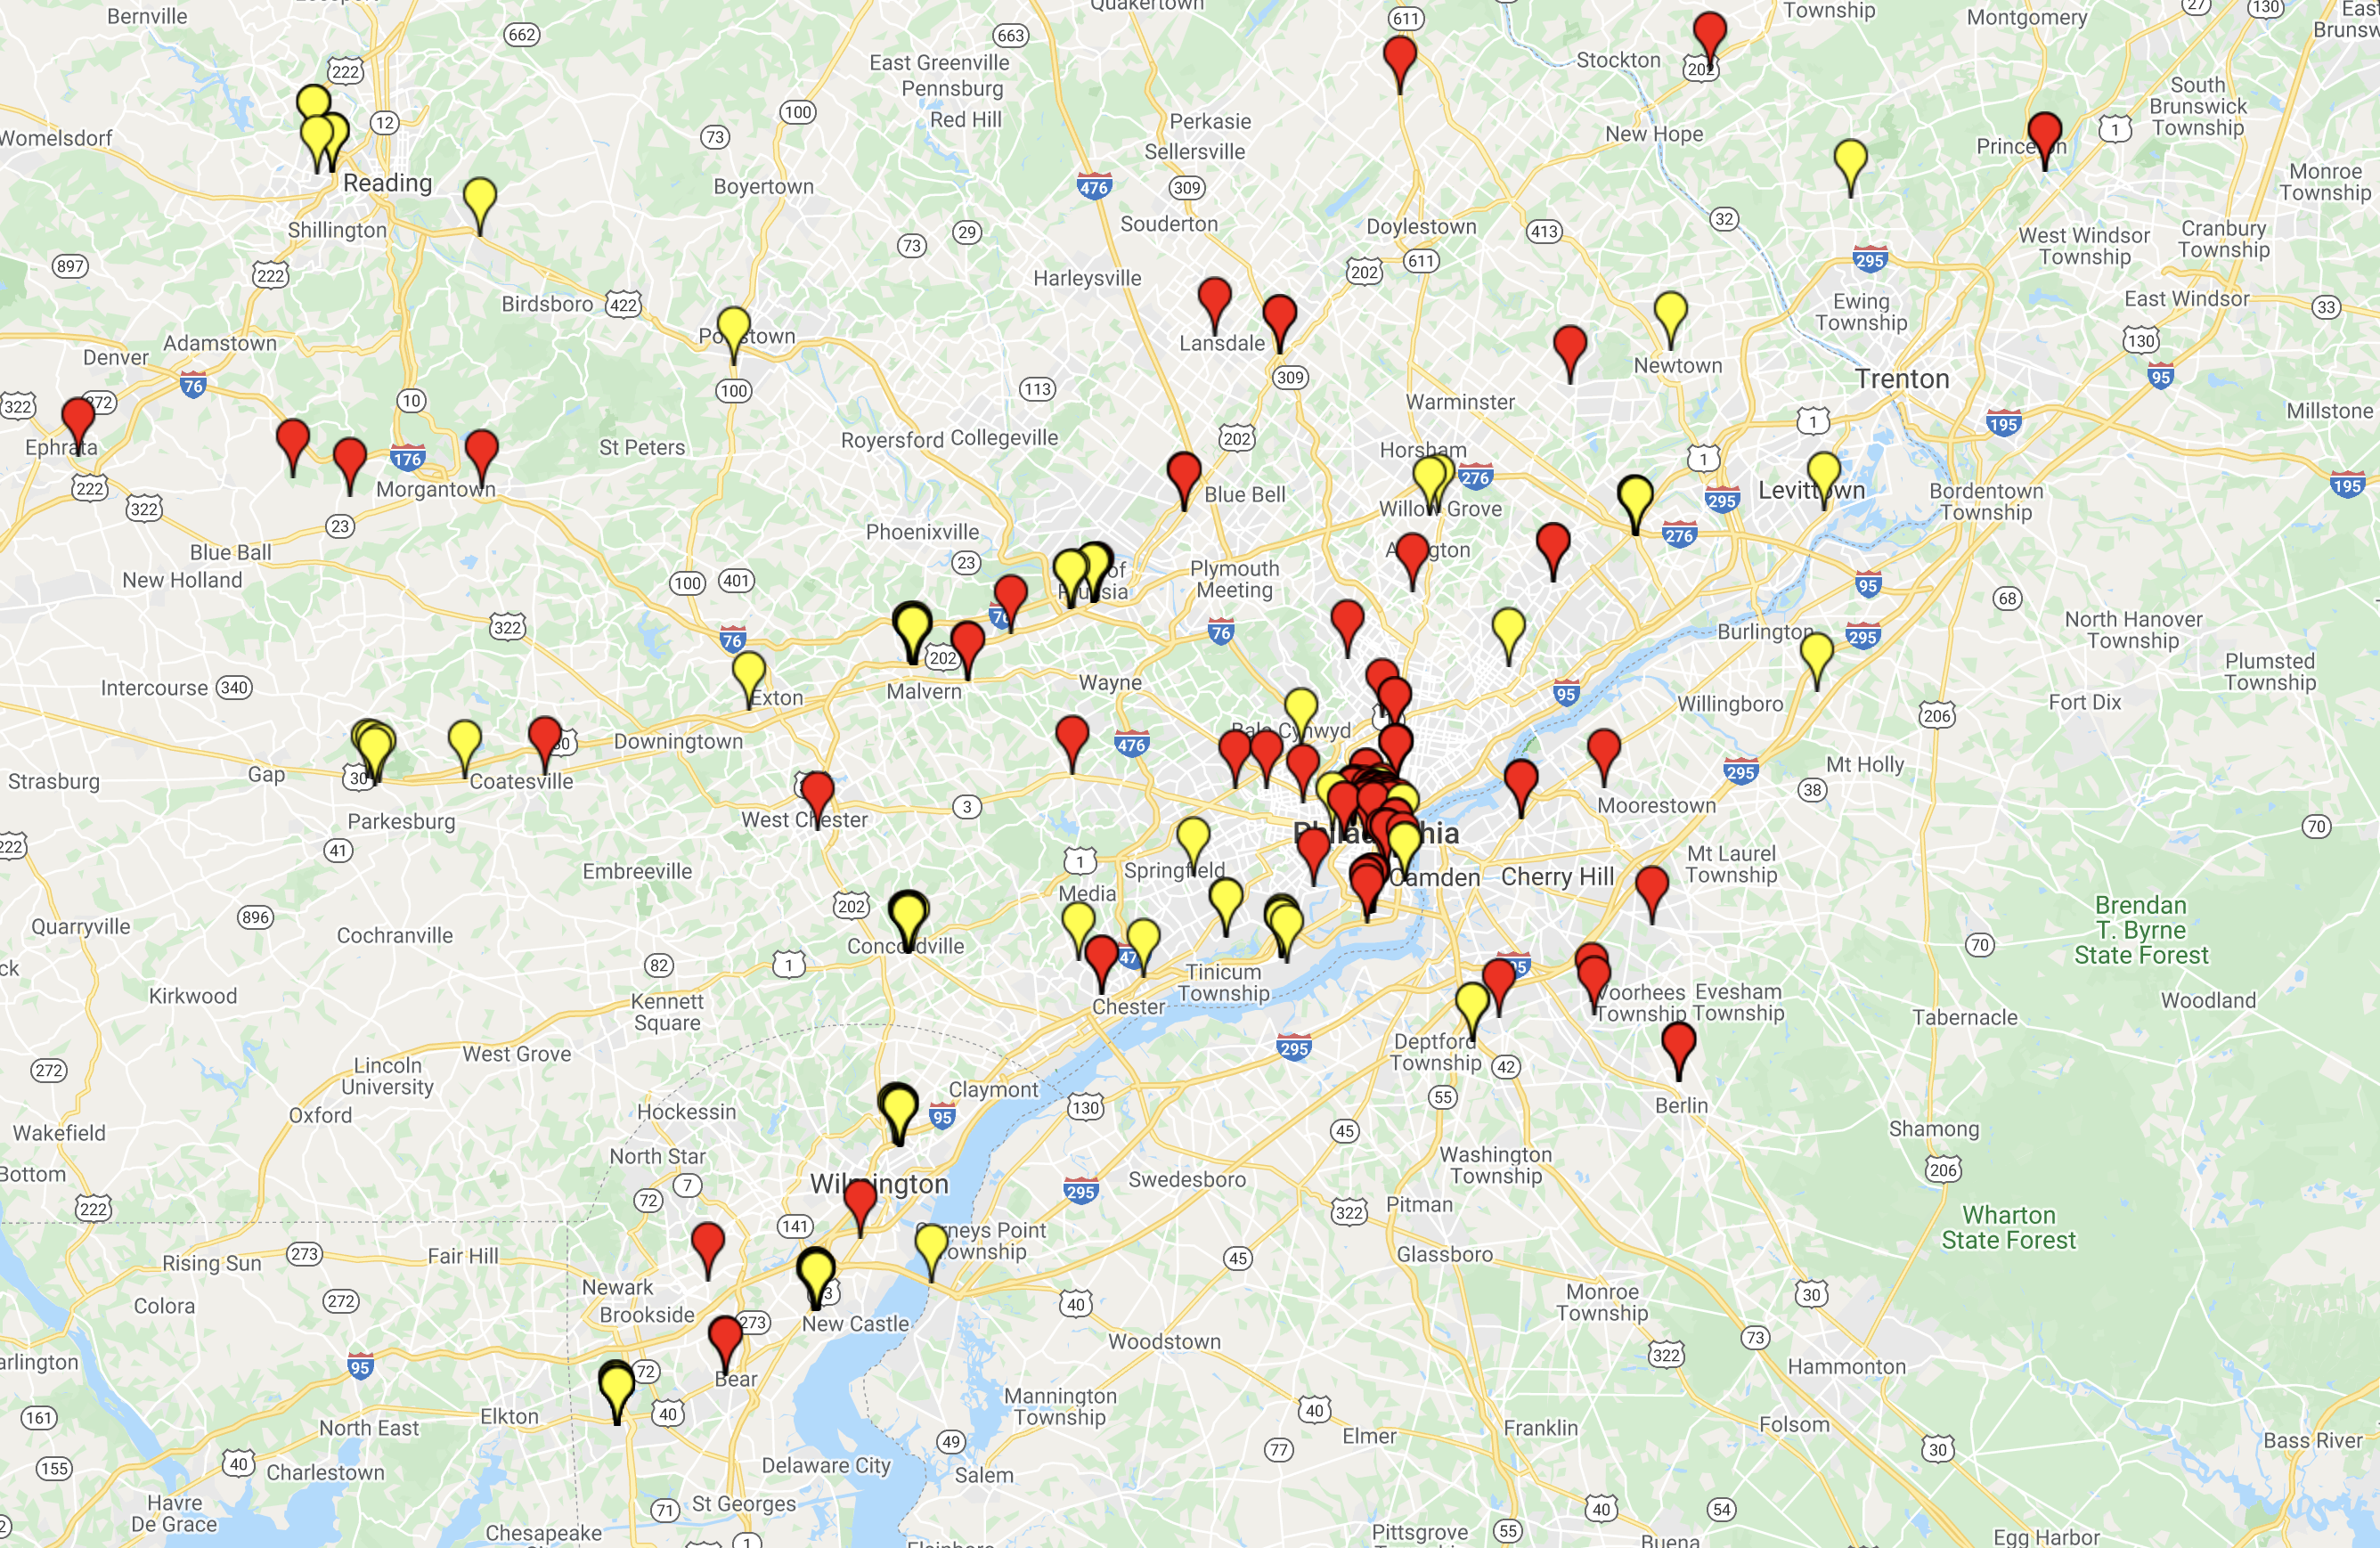 Bernville
662
663
Quakertown
611
Township
Montgomery
27
130
222
East Greenville
Pennsburg
Red Hill
Stockton
202
South
Brunswick
Township
Womelsdorf
12
100
73
Perkasie
Sellersville
New Hope
1
Reading
Boyertown
476
309
Monroe
Township
Shillington
Souderton
Doylestown
413
32
West Windsor
Township
Cranbury
Township
897
222
73
29
Harleysville
202
611
295
Birdsboro
422
Ewing
Township
East Windsor
33
Adamstown
Denver
Lansdale
Newtown
130
76
100
113
309
Trenton
95
322
10
Warminster
195
Millstone
Ephrata
176
St Peters
Royersford
Collegeville
202
Horsham
1
1
222
Morgantown
Blue Bell
276
295
Levittown
Bordentown
Township
195
322
23
Willow Grove
Phoenixville
276
Blue Ball
New Holland
100
401
23
Plymouth
Meeting
95
68
322
76
76
Burlington
295
North Hanover
Township
Intercourse
340
202
Malvern
Wayne
95
Willingboro
Plumsted
Township
Exton
206
Fort Dix
Bala Cynwyd
Downingtown
476
Strasburg
Gap
30
Coatesville
295
Mt Holly
38
Parkesburg
West Chester
3
Moorestown
41
Philadelphia
70
222
Embreeville
1
Springfield
Camden
Cherry Hill
Mt Laurel
Township
Media
Quarryville
896
202
Brendan
T. Byrne
State Forest
Cochranville
Concordville
70
82
1
Tinicum
Township
Kirkwood
Kennett
Square
Chester
Voorhees
Township
Evesham
Township
Tabernacle
Woodland
Deptford
Township
295
West Grove
42
272
Lincoln
University
Claymont
55
Oxford
Hockessin
95
130
Berlin
Wakefield
45
Shamong
North Star
Washington
Township
Bottom
7
72
Wilmington
Swedesboro
206
222
295
Pitman
322
141
Carneys Point
Township
Wharton
State Forest
Rising Sun
273
Fair Hill
45
Glassboro
Newark
Brookside
Colora
272
40
Monroe
Township
30
273
New Castle
Woodstown
73
95
72
322
Hammonton
Bear
Mannington
Township
161
North East
Elkton
40
40
Franklin
Folsom
Elmer
49
77
30
Bass River
155
40
Charlestown
Delaware City
Salem
Havre
De Grace
71
St Georges
40
54
Chesapeake
1
Pittsgrove
55
Buena
Egg Harbor